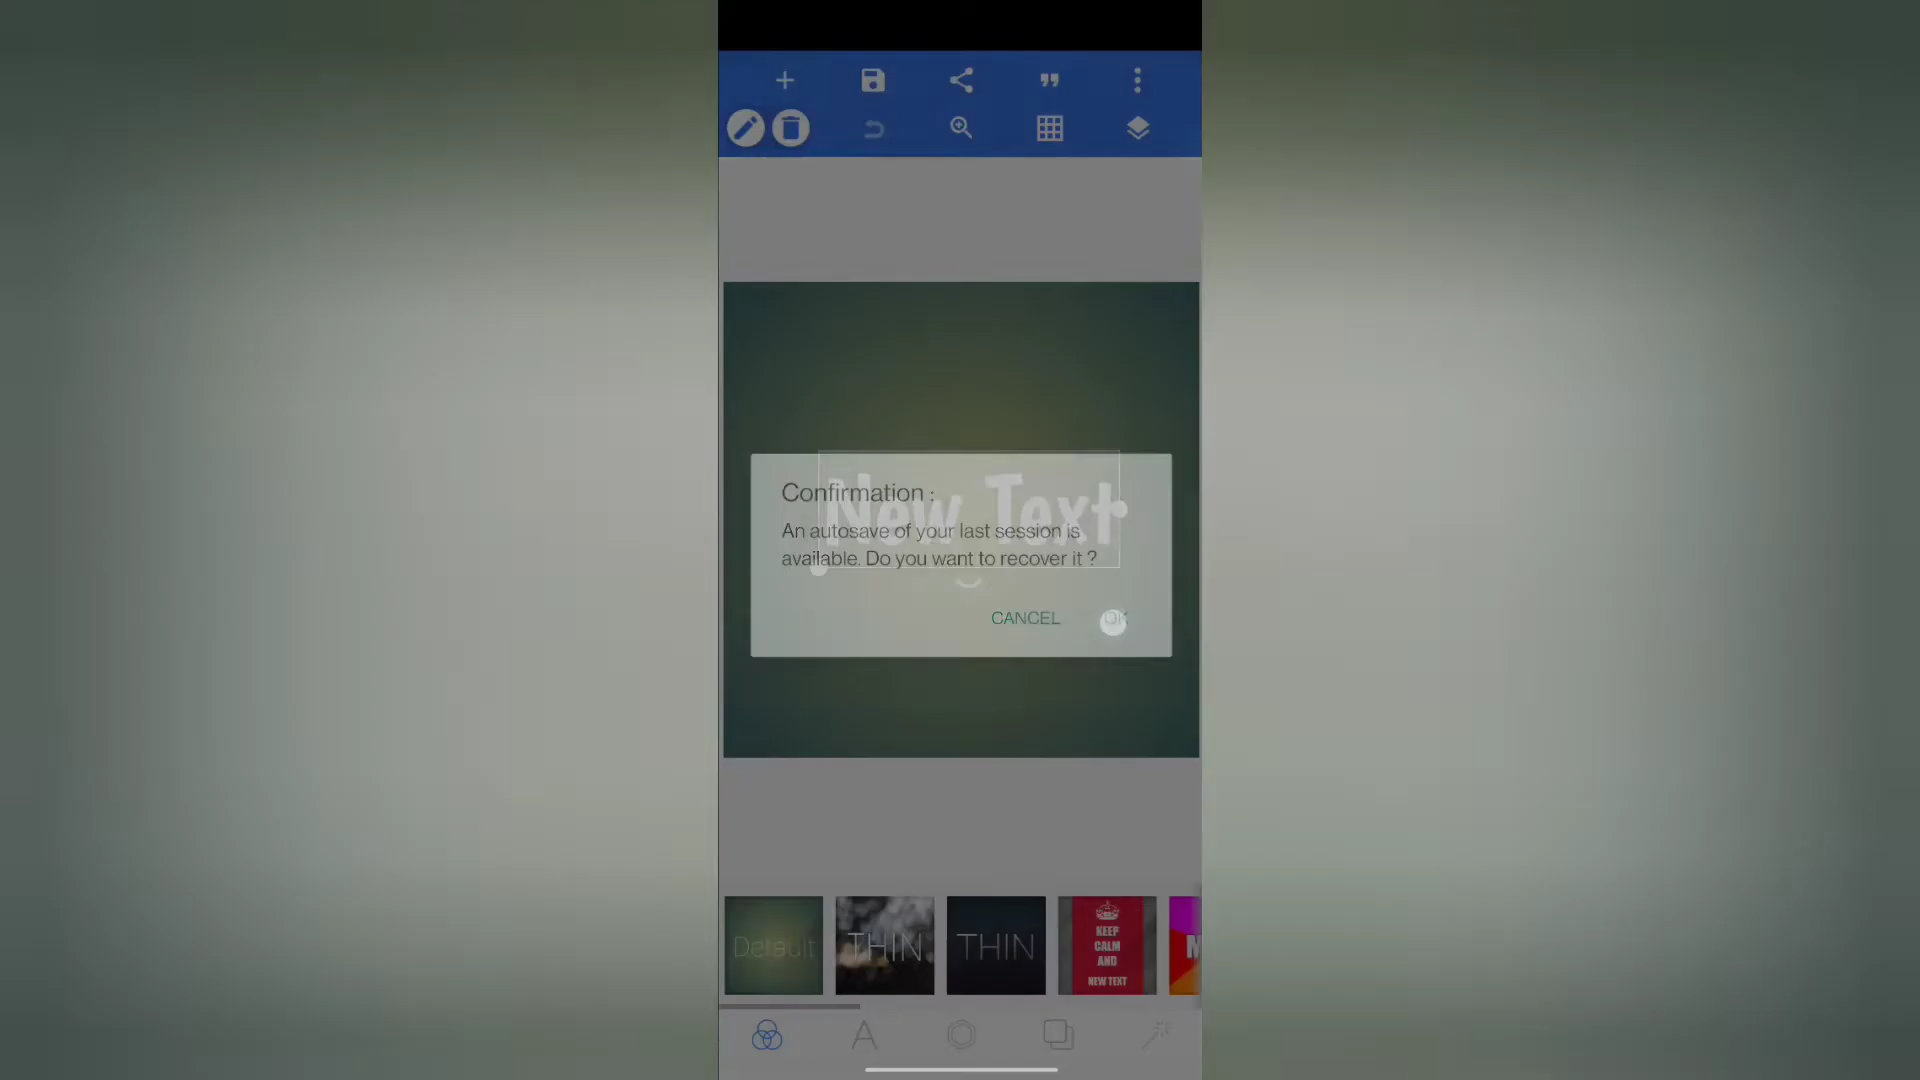 New Text
Confirmation :
An autosave of your last session is
available. Do you want to recover it ?
CANCEL OK
Default
THIN
THIN
KEEP
CALM
AND
NEW TEXT
M